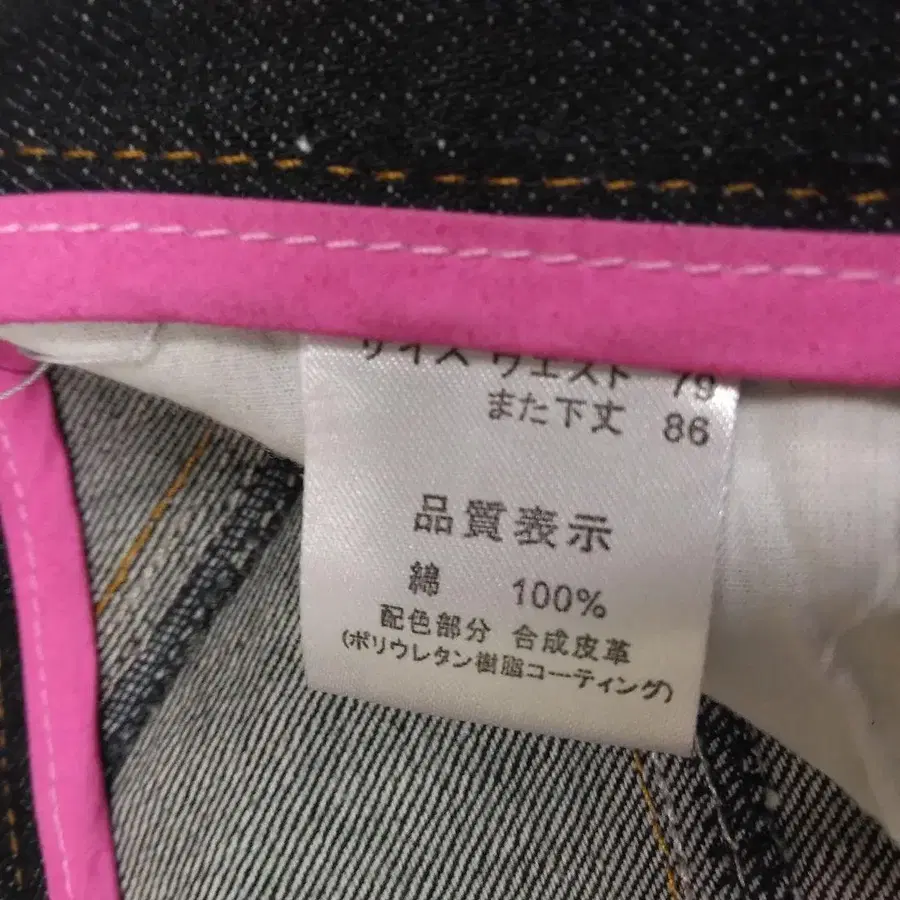 サイズ ウエスト 79
また下丈 86
品質表示
綿 100%
配色部分 合成皮革
(ポリウレタン樹脂コーティング)